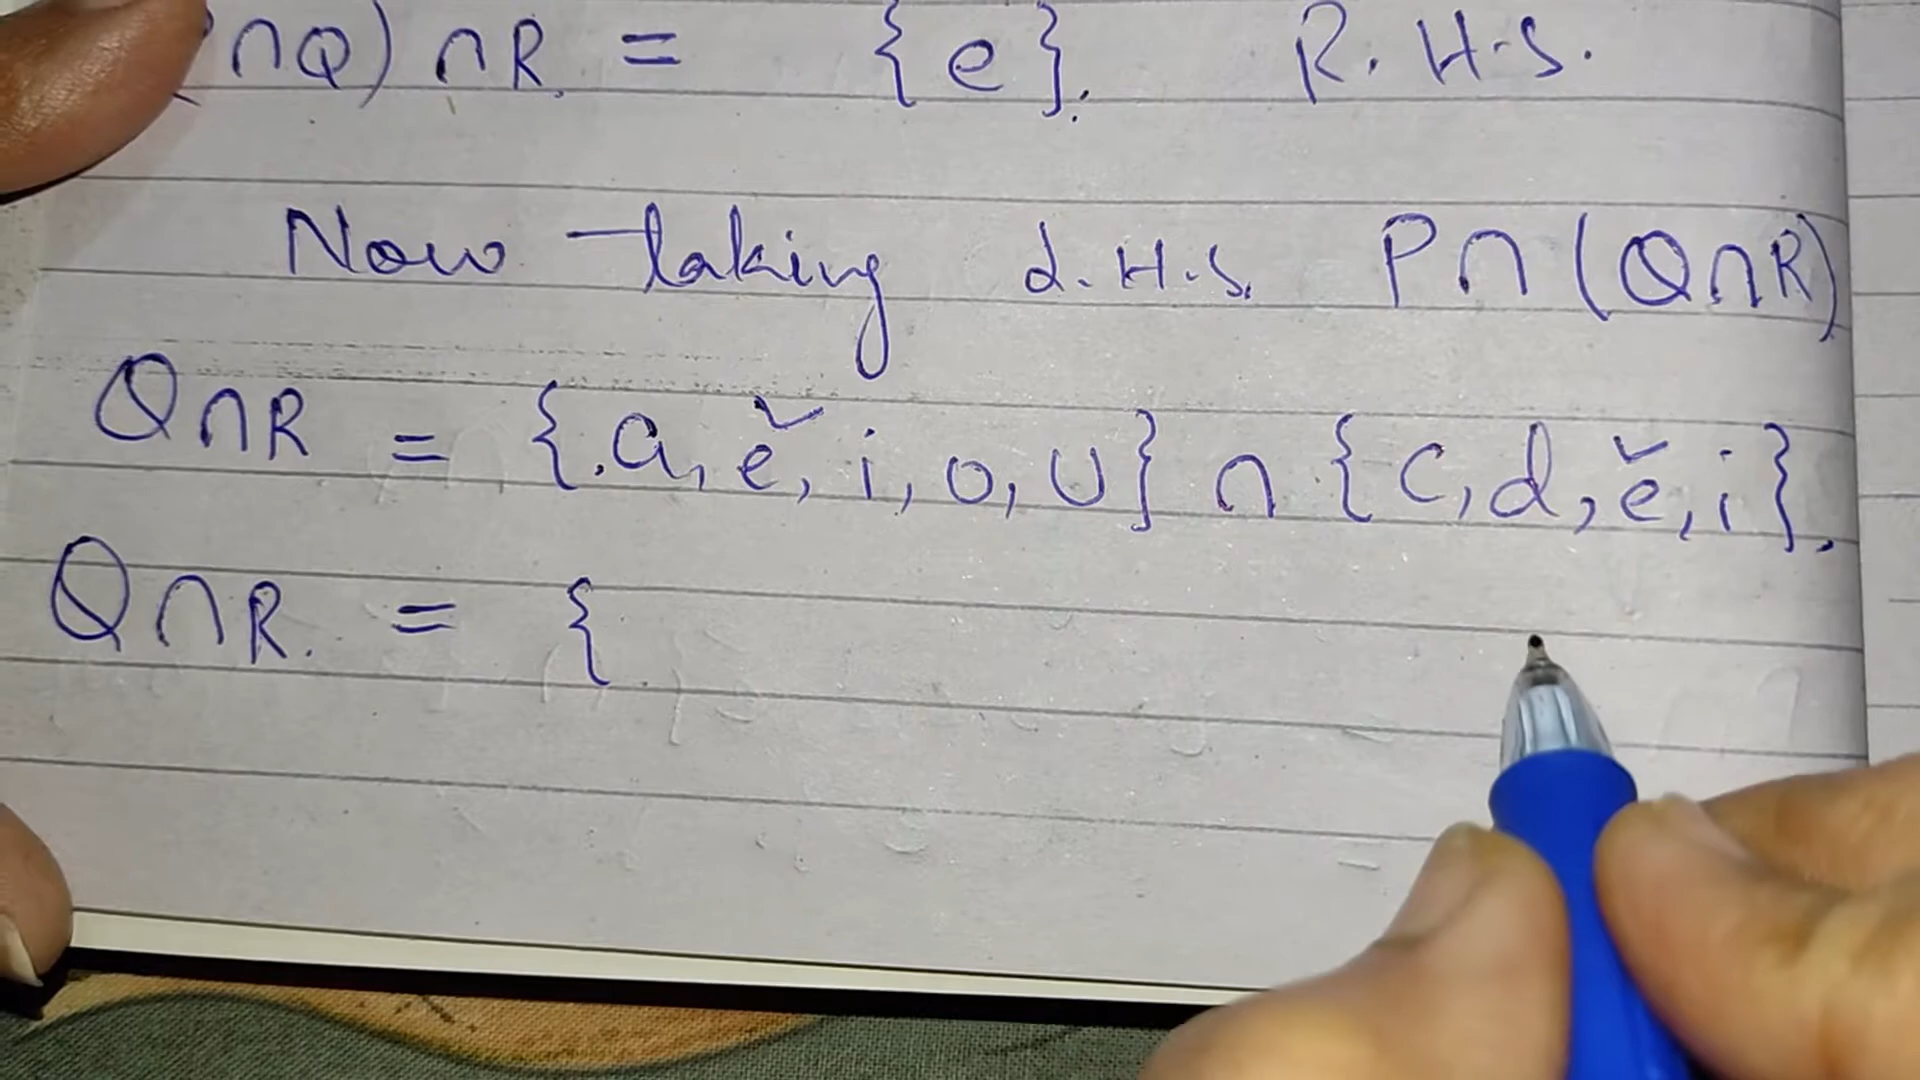 ∩Q) ∩R. = {e}. R.H.S.
Now taking L.H.S. P∩(Q∩R)
Q∩R = {.a, e, i, o, U} ∩ {c, d, e, i}.
Q∩R. = {